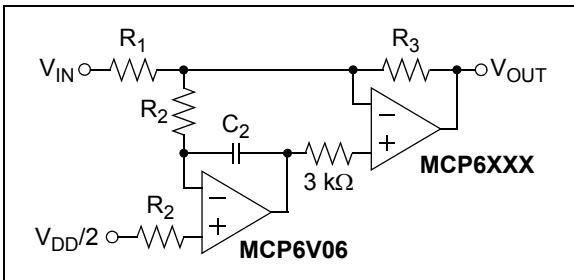 R1 R3
VIN VOUT
R2
C2
3 kΩ MCP6XXX
R2
VDD/2
MCP6V06
− +
− +